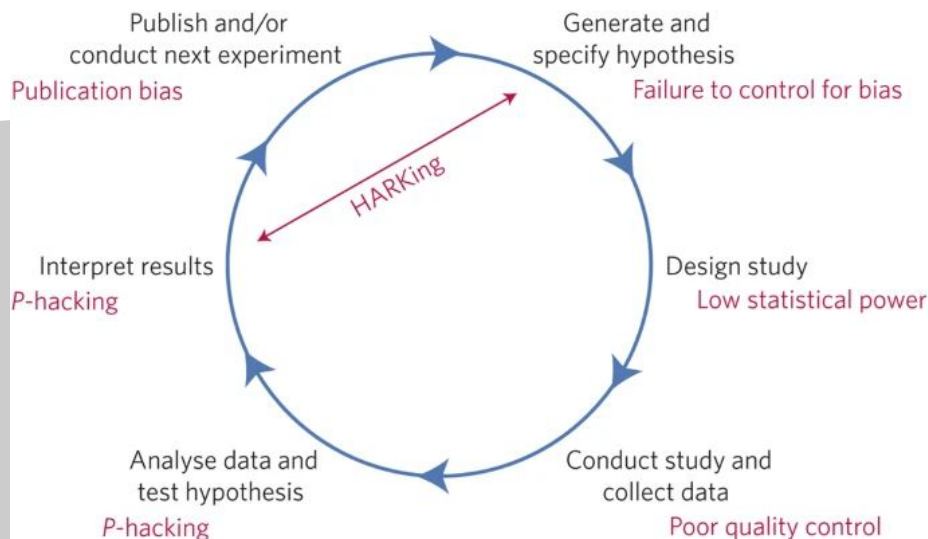 Publish and/or
conduct next experiment
Publication bias
Generate and
specify hypothesis
Failure to control for bias
HARKing
Interpret results
P-hacking
Design study
Low statistical power
Analyse data and
test hypothesis
P-hacking
Conduct study and
collect data
Poor quality control